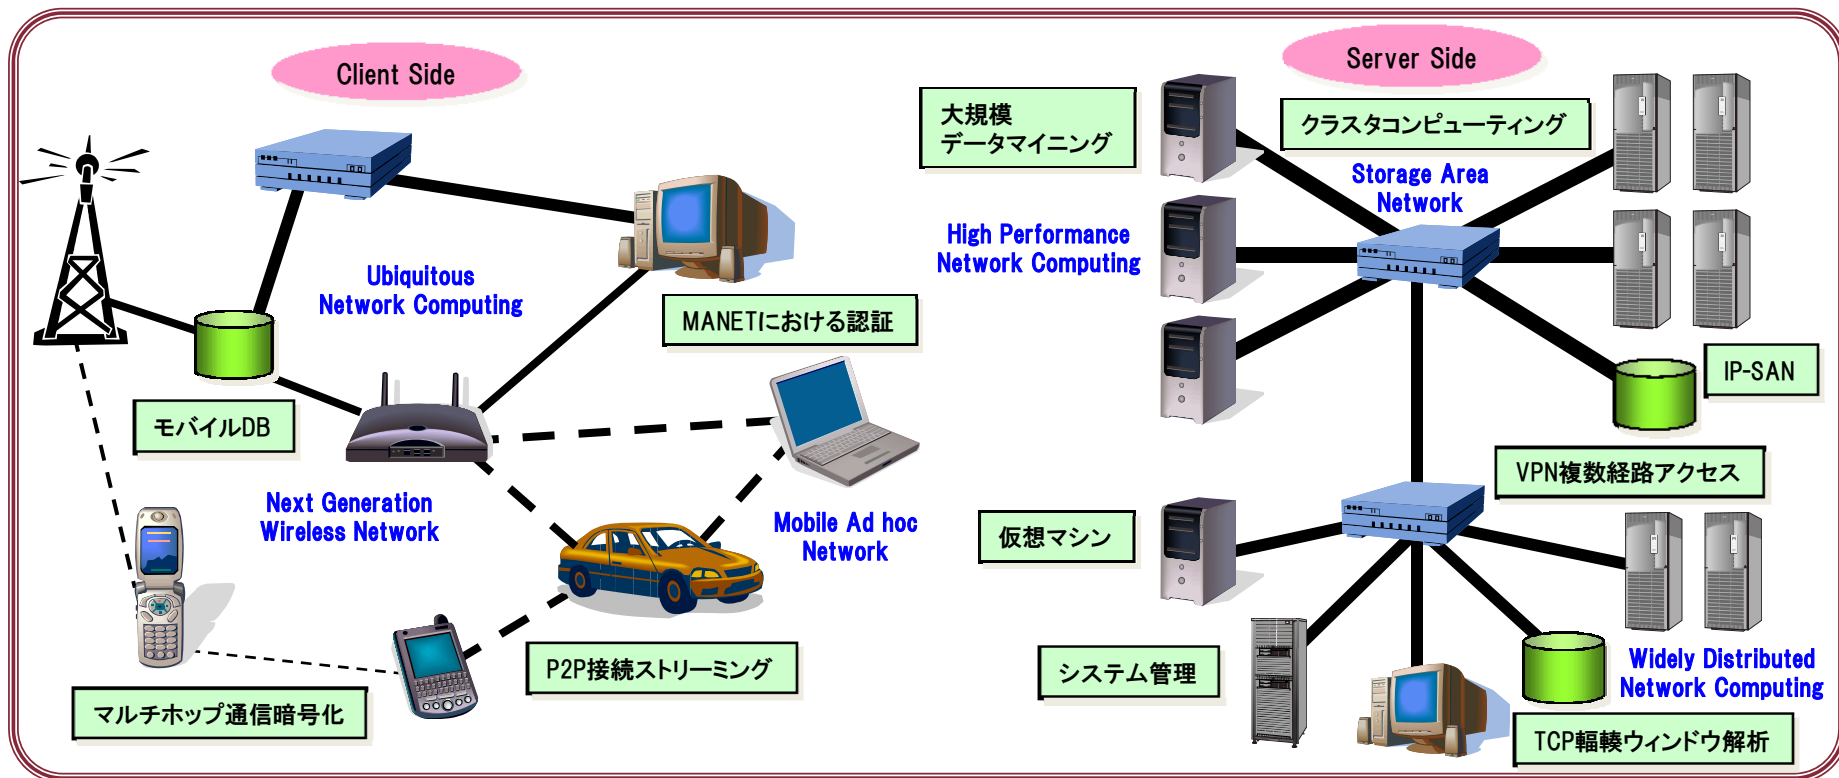 Client Side
Ubiquitous
Network Computing
MANETにおける認証
モバイルDB
Next Generation
Wireless Network
Mobile Ad hoc
Network
P2P接続ストリーミング
マルチホップ通信暗号化
Server Side
大規模
データマイニング
クラスタコンピューティング
Storage Area
Network
High Performance
Network Computing
IP-SAN
VPN複数経路アクセス
仮想マシン
システム管理
Widely Distributed
Network Computing
TCP輻輳ウィンドウ解析